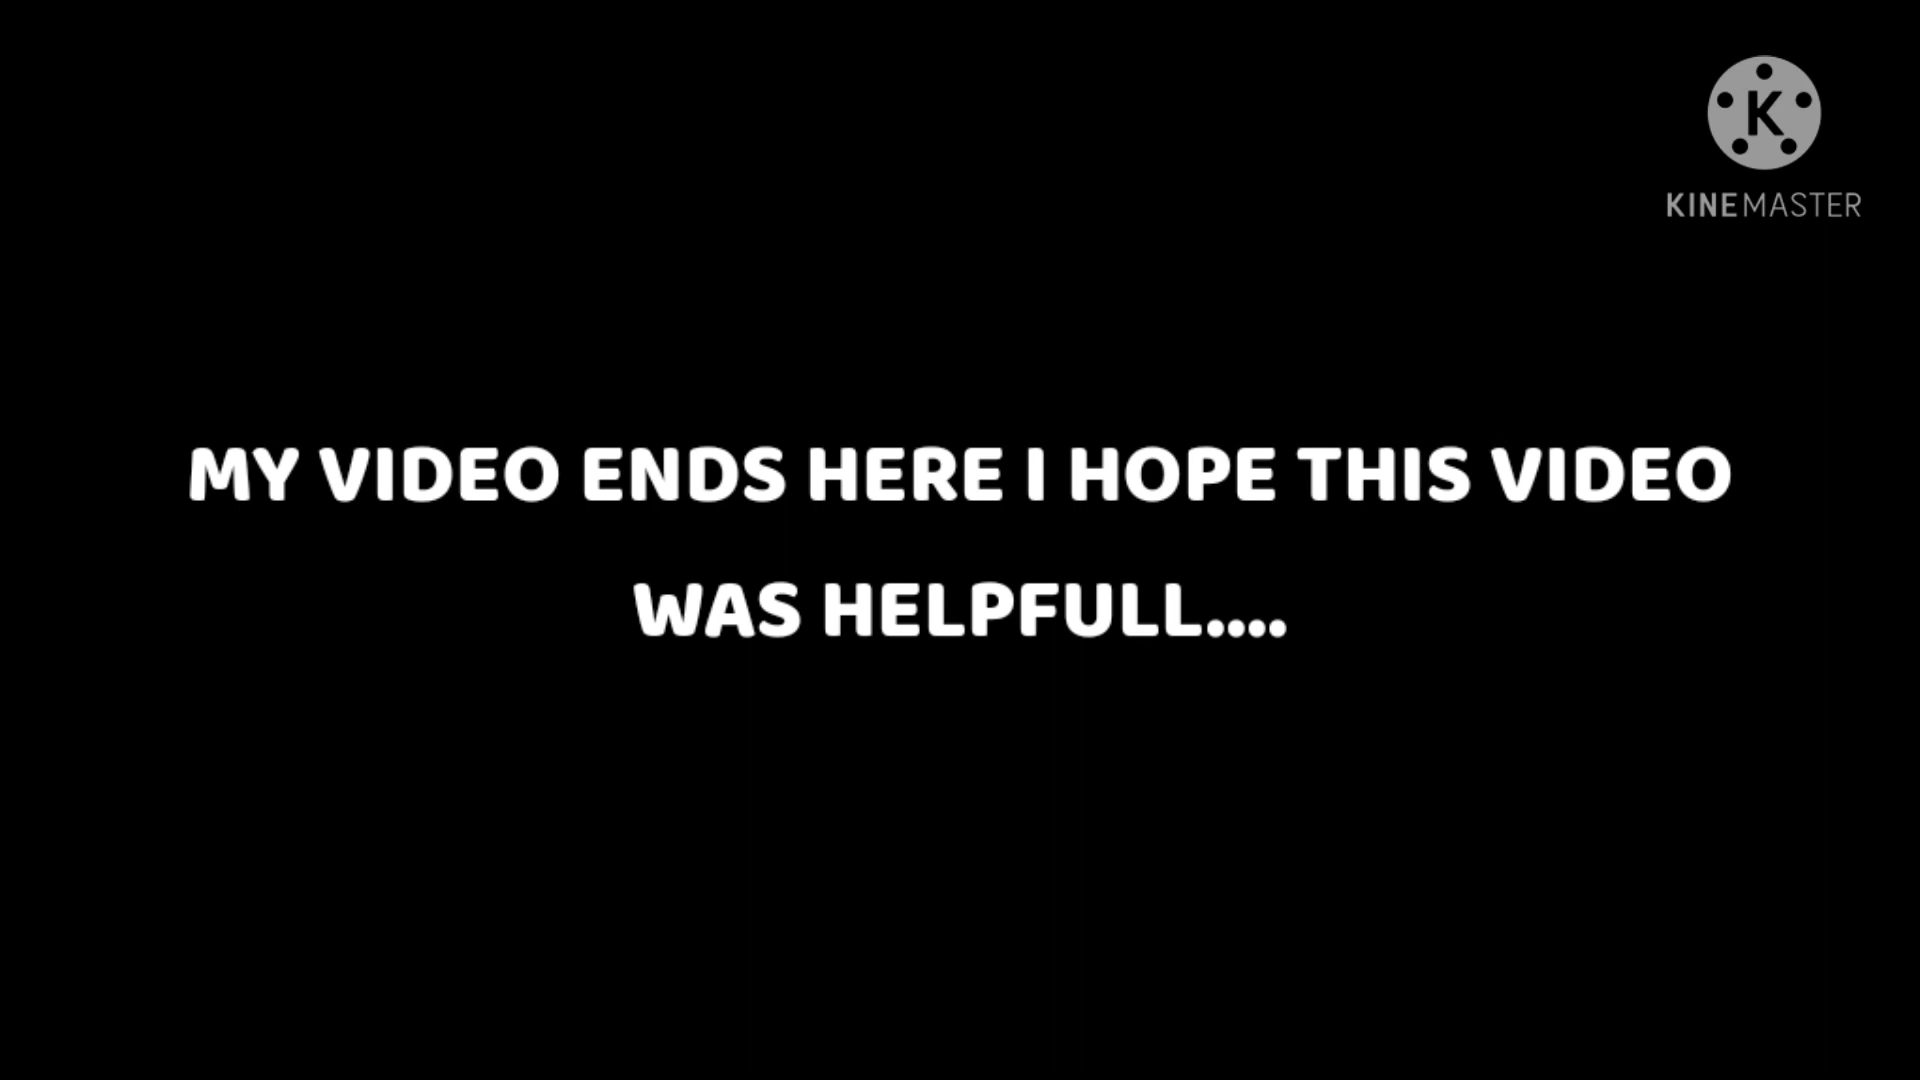 K
KINEMASTER
MY VIDEO ENDS HERE I HOPE THIS VIDEO
WAS HELPFULL....